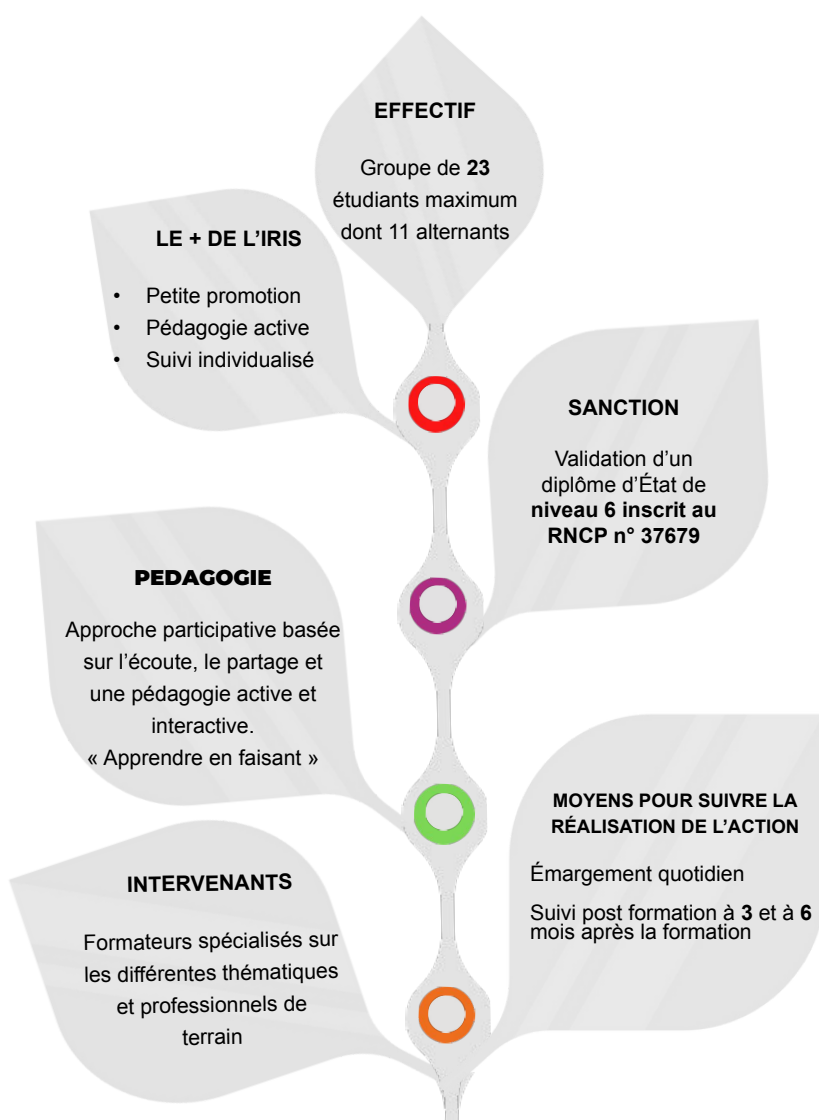 EFFECTIF
Groupe de 23
étudiants maximum
dont 11 alternants
LE + DE L’IRIS
• Petite promotion
• Pédagogie active
• Suivi individualisé
SANCTION
Validation d’un
diplôme d’État de
niveau 6 inscrit au
RNCP n° 37679
PEDAGOGIE
Approche participative basée
sur l’écoute, le partage et
une pédagogie active et
interactive.
« Apprendre en faisant »
MOYENS POUR SUIVRE LA
RÉALISATION DE L’ACTION
Émargement quotidien
Suivi post formation à 3 et à 6
mois après la formation
INTERVENANTS
Formateurs spécialisés sur
les différentes thématiques
et professionnels de
terrain